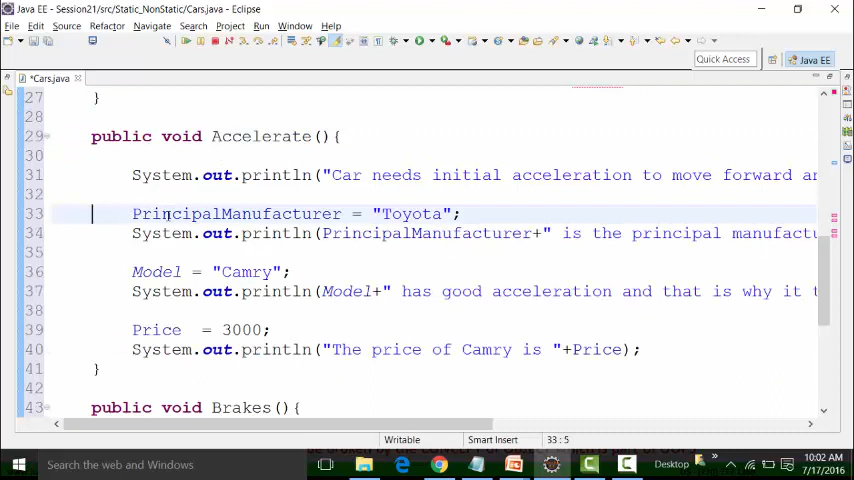 Java EE - Session21/src/Static_NonStatic/Cars.java - Eclipse
File Edit Source Refactor Navigate Search Project Run Window Help
Quick Access
Java EE
*Cars.java
27 }
28
29 public void Accelerate(){
30
31 System.out.println("Car needs initial acceleration to move forward an
32
33 PrincipalManufacturer = "Toyota";
34 System.out.println(PrincipalManufacturer+" is the principal manufactu
35
36 Model = "Camry";
37 System.out.println(Model+" has good acceleration and that is why it t
38
39 Price = 3000;
40 System.out.println("The price of Camry is "+Price);
41 }
42
43 public void Brakes(){
Writable Smart Insert 33 : 5
Search the web and Windows
Desktop
10:02 AM
7/17/2016